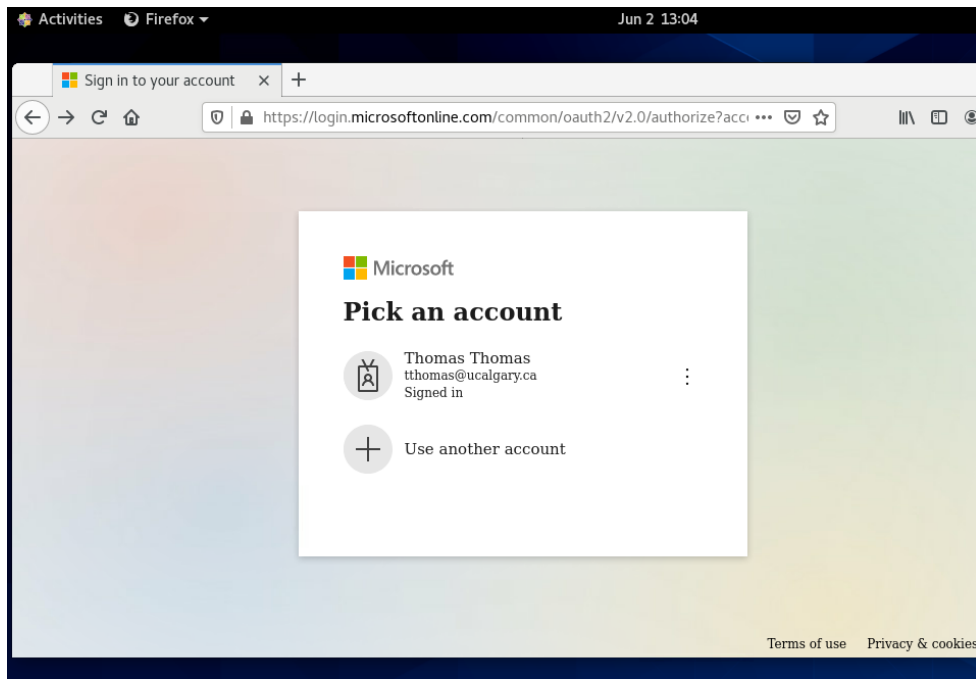 Activities Firefox Jun 2 13:04
Sign in to your account
https://login.microsoftonline.com/common/oauth2/v2.0/authorize?acc
Microsoft
Pick an account
Thomas Thomas
tthomas@ucalgary.ca
Signed in
Use another account
Terms of use Privacy & cookies